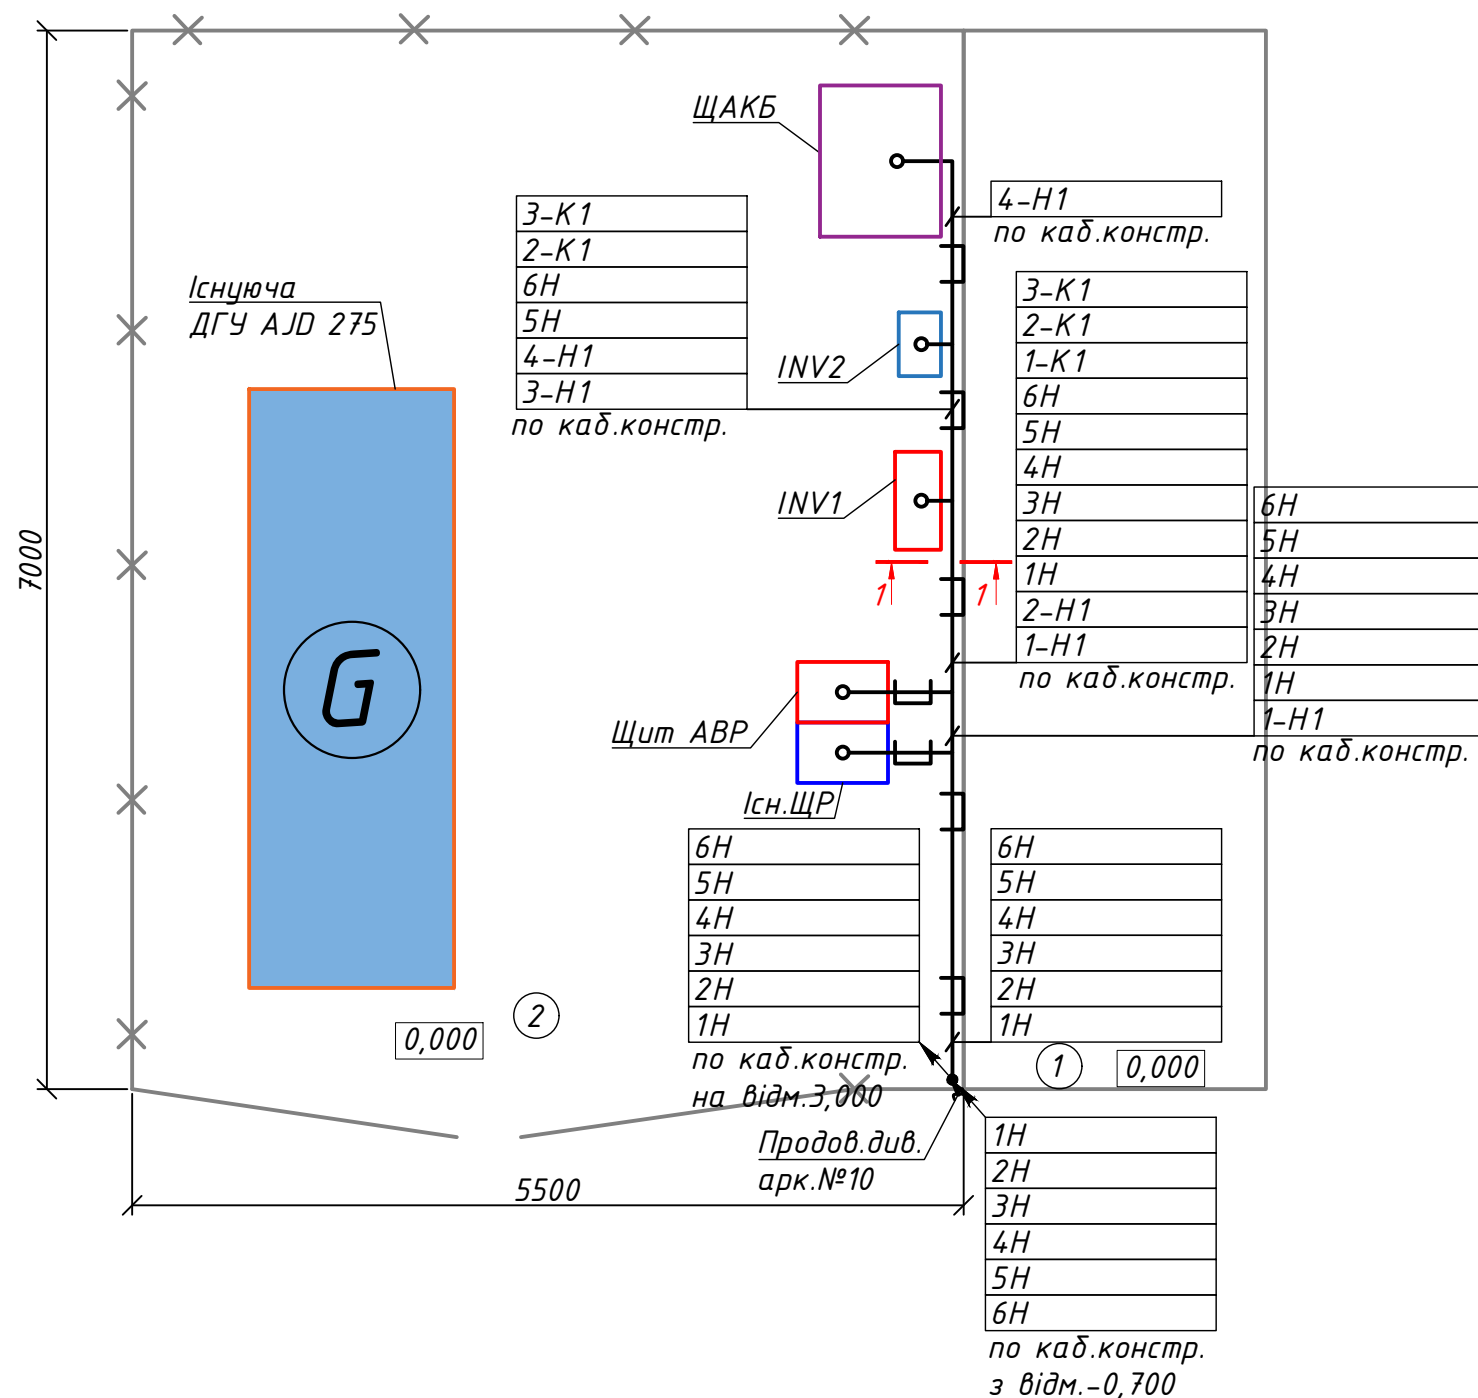 ЩАКБ
4-Н1
по каб.констр.
3-К1
2-К1
6Н
5Н
4-Н1
3-Н1
по каб.констр.
Існуюча
ДГУ AJD 275
INV2
3-К1
2-К1
1-К1
6Н
5Н
4Н
3Н
2Н
1Н
2-Н1
1-Н1
по каб.констр.
INV1
6Н
5Н
4Н
3Н
2Н
1Н
1-Н1
по каб.констр.
1
1
7000
G
Щит АВР
Існ.ЩР
6Н
5Н
4Н
3Н
2Н
1Н
по каб.констр.
на відм.3,000
6Н
5Н
4Н
3Н
2Н
1Н
2
0,000
1
0,000
Продов.див.
арк.№10
5500
1Н
2Н
3Н
4Н
5Н
6Н
по каб.констр.
з відм.-0,700